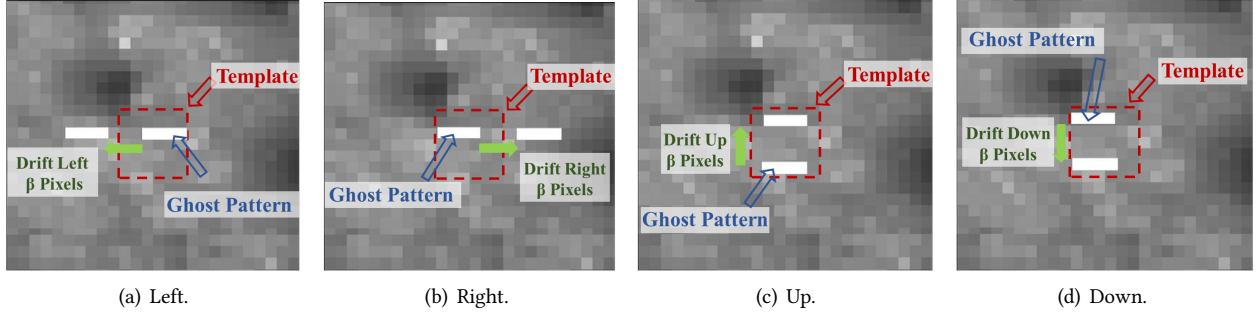 Template
Drift Left
β Pixels
Ghost Pattern
(a) Left.
Template
Ghost Pattern
Drift Right
β Pixels
(b) Right.
Template
Drift Up
β Pixels
Ghost Pattern
(c) Up.
Ghost Pattern
Template
Drift Down
β Pixels
(d) Down.